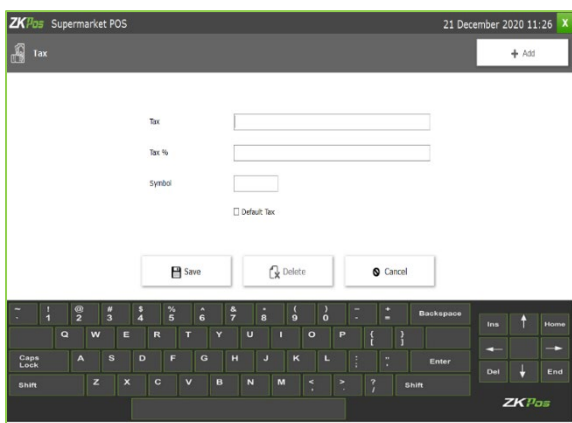 ZKPos Supermarket POS 21 December 2020 11:26 X
Tax + Add
Tax
Tax %
Symbol
Default Tax
Save Delete Cancel
~ ! @ # $ % ^ & * ( ) _ + Backspace
` 1 2 3 4 5 6 7 8 9 0 - =
Q W E R T Y U I O P { }
[ ]
Caps Lock A S D F G H J K L : " Enter
; '
Shift Z X C V B N M < > ? Shift
, . /
Ins ↑ Home
← →
Del ↓ End
ZKPos